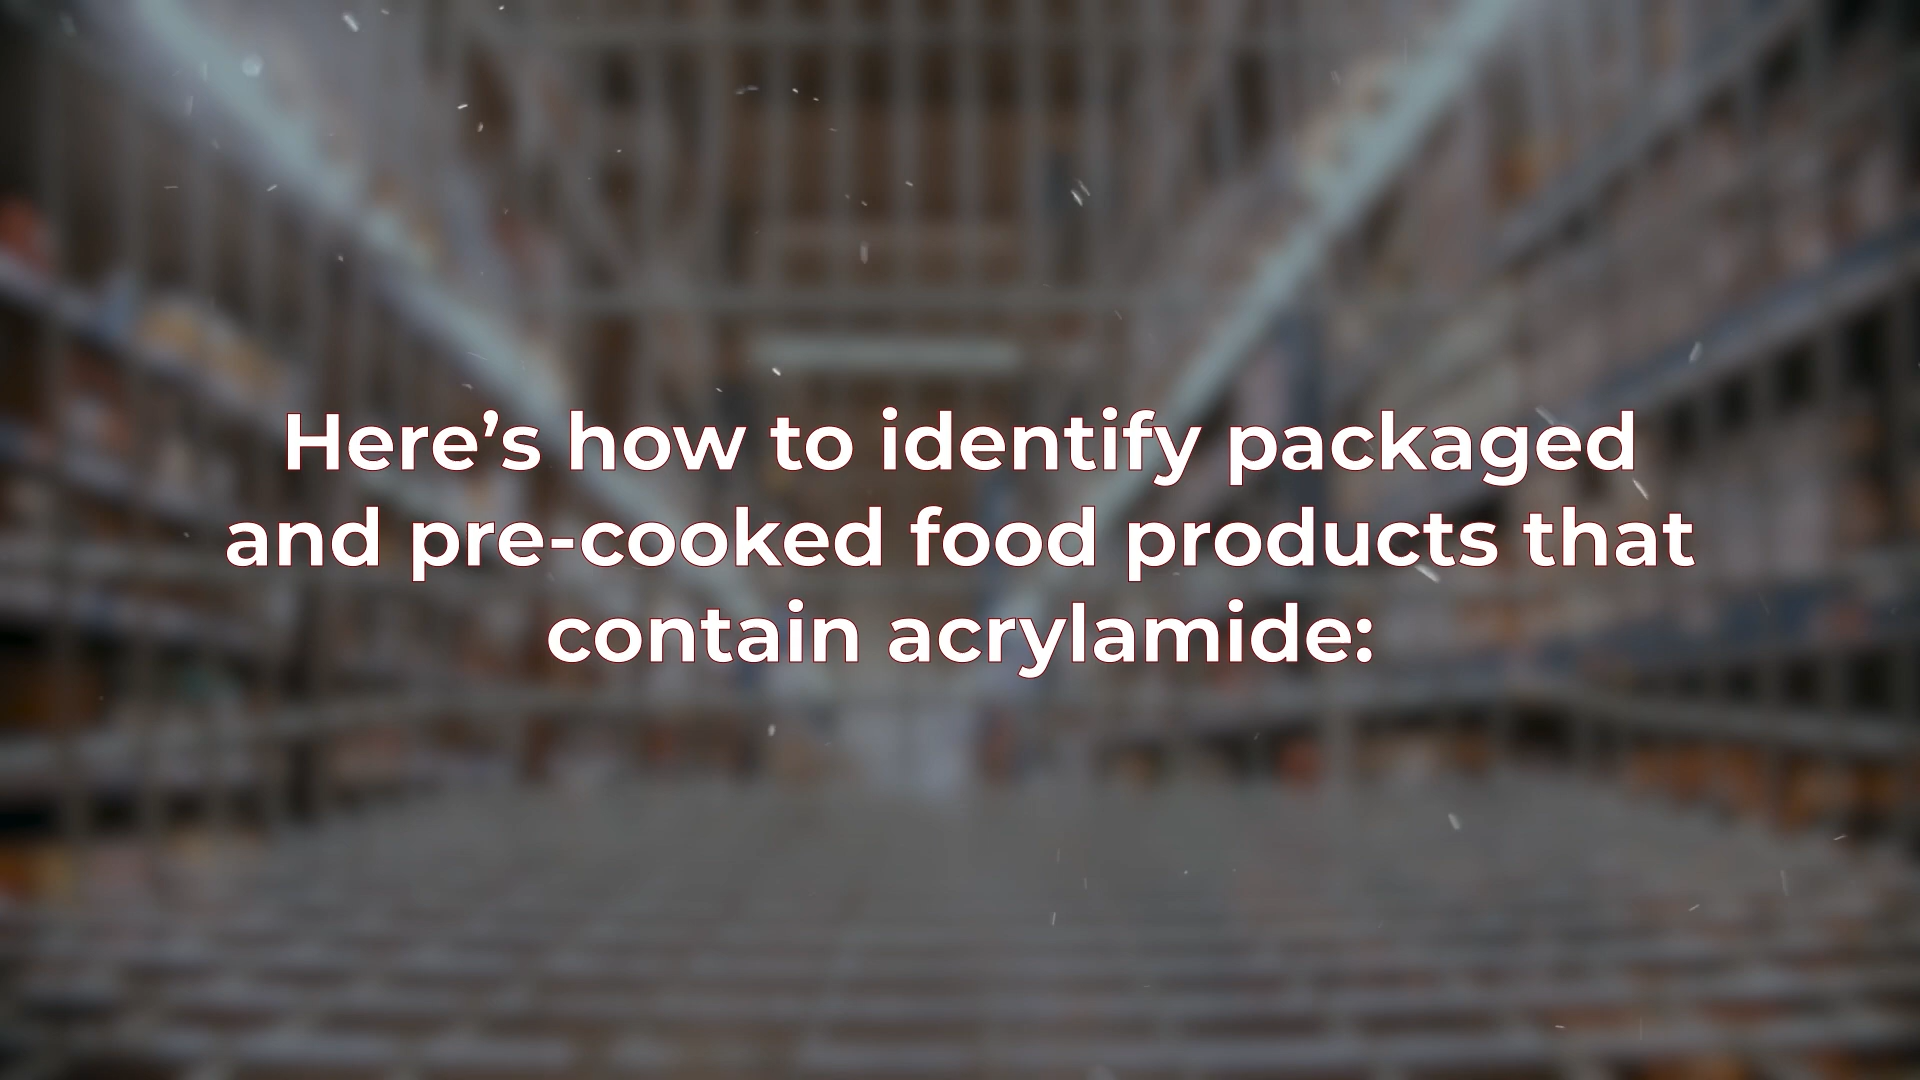 Here’s how to identify packaged
and pre-cooked food products that
contain acrylamide: